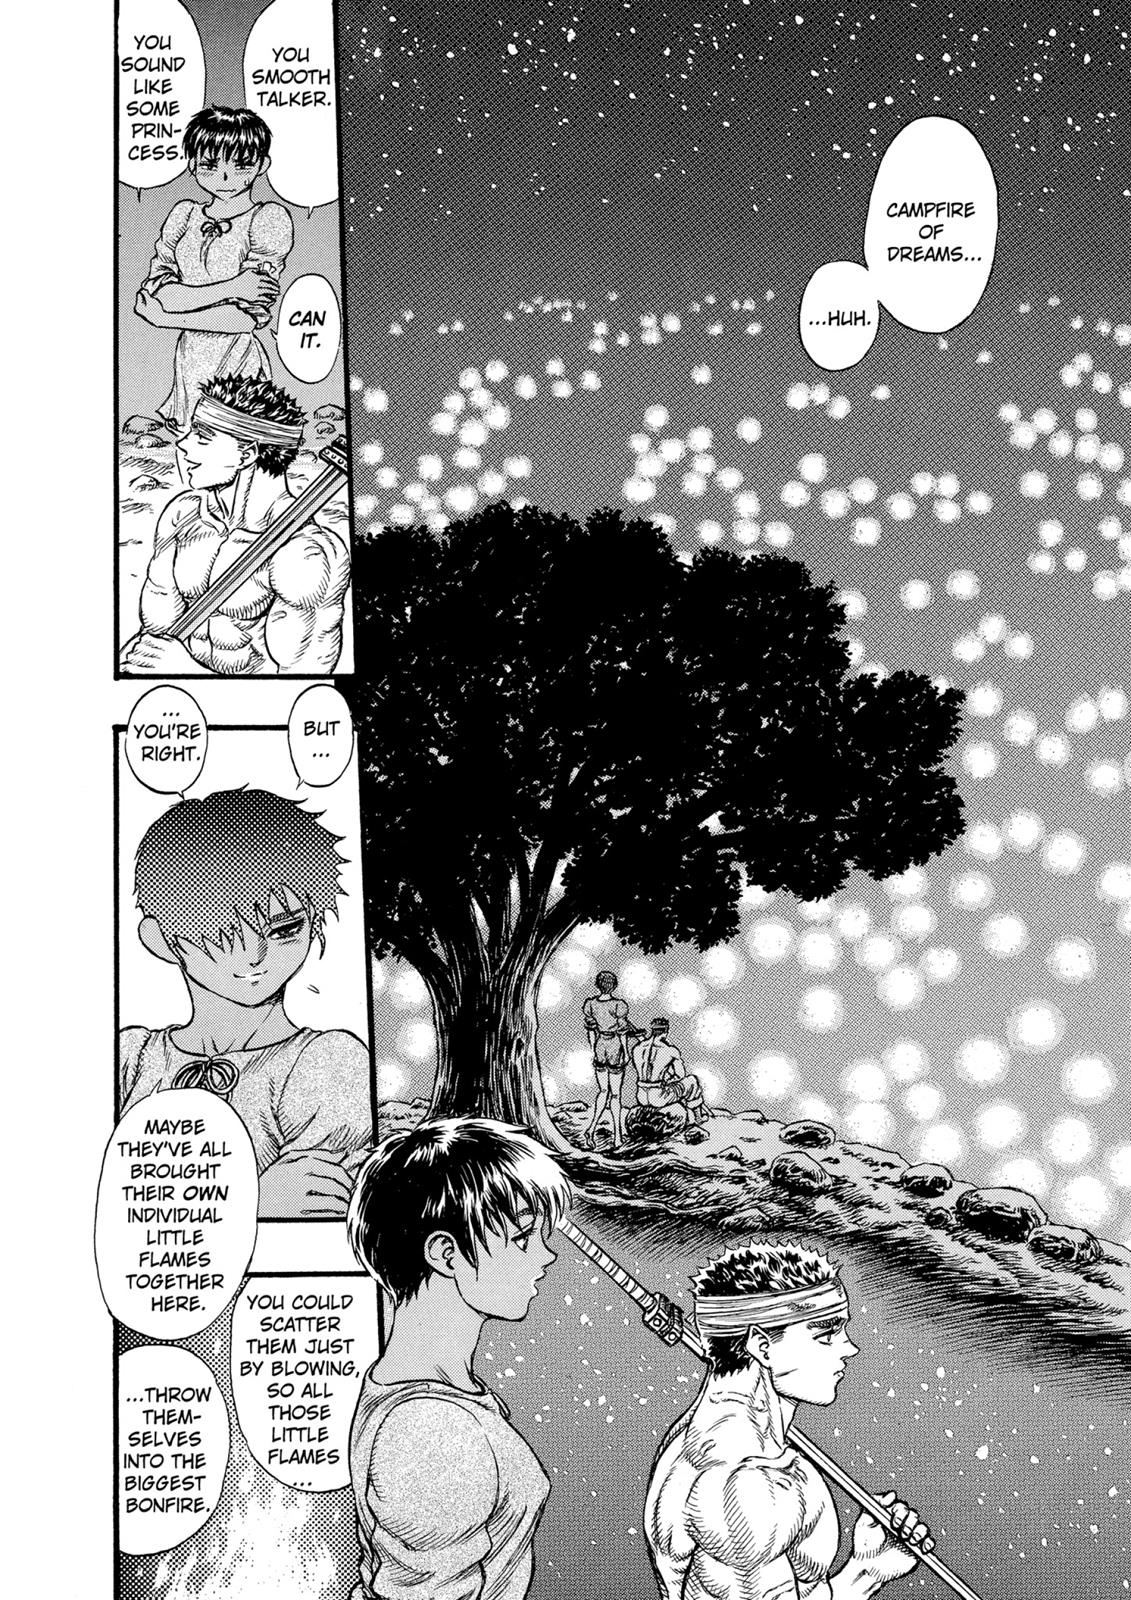 CAMPFIRE
OF
DREAMS...
...HUH.
YOU
SMOOTH
TALKER.
YOU
SOUND
LIKE
SOME
PRIN-
CESS.
CAN
IT.
BUT
...
...
YOU'RE
RIGHT.
MAYBE
THEY'VE ALL
BROUGHT
THEIR OWN
INDIVIDUAL
LITTLE
FLAMES
TOGETHER
HERE.
YOU COULD
SCATTER
THEM JUST
BY BLOWING,
SO ALL
THOSE
LITTLE
FLAMES
...
...THROW
THEM-
SELVES
INTO THE
BIGGEST
BONFIRE.